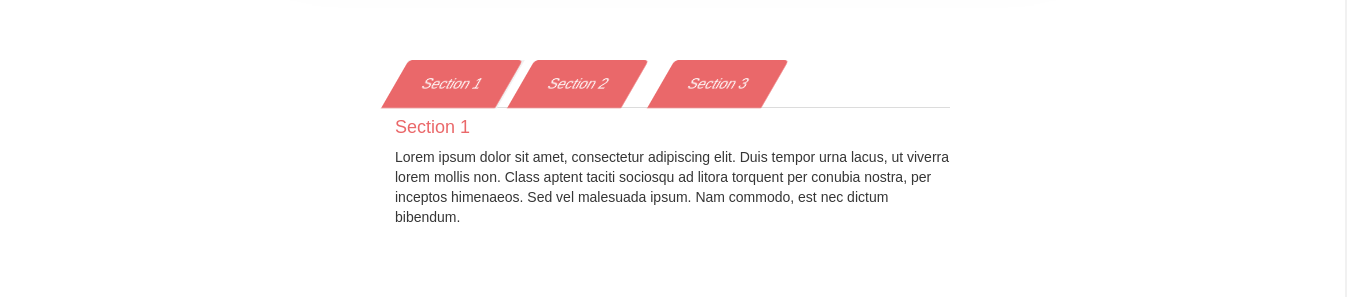 Section 1 Section 2 Section 3
Section 1
Lorem ipsum dolor sit amet, consectetur adipiscing elit. Duis tempor urna lacus, ut viverra
lorem mollis non. Class aptent taciti sociosqu ad litora torquent per conubia nostra, per
inceptos himenaeos. Sed vel malesuada ipsum. Nam commodo, est nec dictum
bibendum.